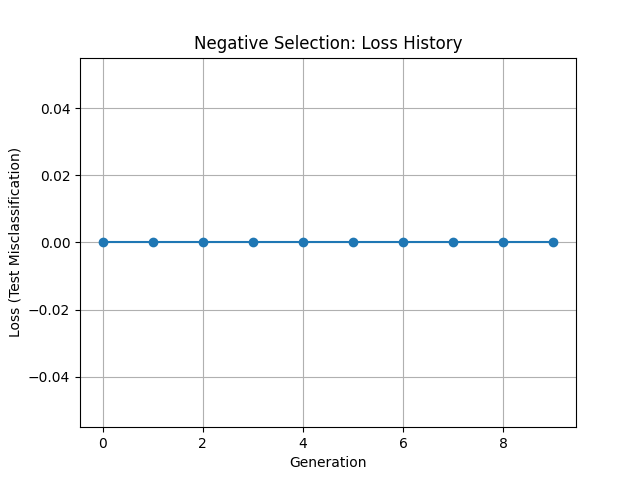 Negative Selection: Loss History
Loss (Test Misclassification)
0.04
0.02
0.00
−0.02
−0.04
0 2 4 6 8
Generation